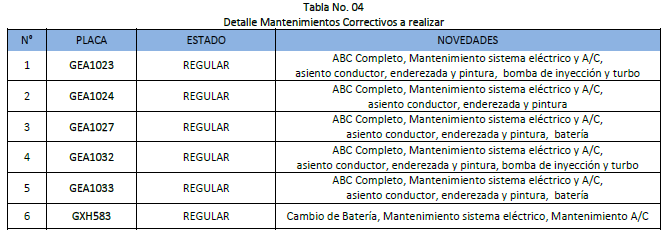 Tabla No. 04
Detalle Mantenimientos Correctivos a realizar
N° PLACA ESTADO NOVEDADES
1 GEA1023 REGULAR ABC Completo, Mantenimiento sistema eléctrico y A/C,
asiento conductor, enderezada y pintura, bomba de inyección y turbo
2 GEA1024 REGULAR ABC Completo, Mantenimiento sistema eléctrico y A/C,
asiento conductor, enderezada y pintura
3 GEA1027 REGULAR ABC Completo, Mantenimiento sistema eléctrico y A/C,
asiento conductor, enderezada y pintura, batería
4 GEA1032 REGULAR ABC Completo, Mantenimiento sistema eléctrico y A/C,
asiento conductor, enderezada y pintura, bomba de inyección y turbo
5 GEA1033 REGULAR ABC Completo, Mantenimiento sistema eléctrico y A/C,
asiento conductor, enderezada y pintura, batería
6 GXH583 REGULAR Cambio de Batería, Mantenimiento sistema eléctrico, Mantenimiento A/C